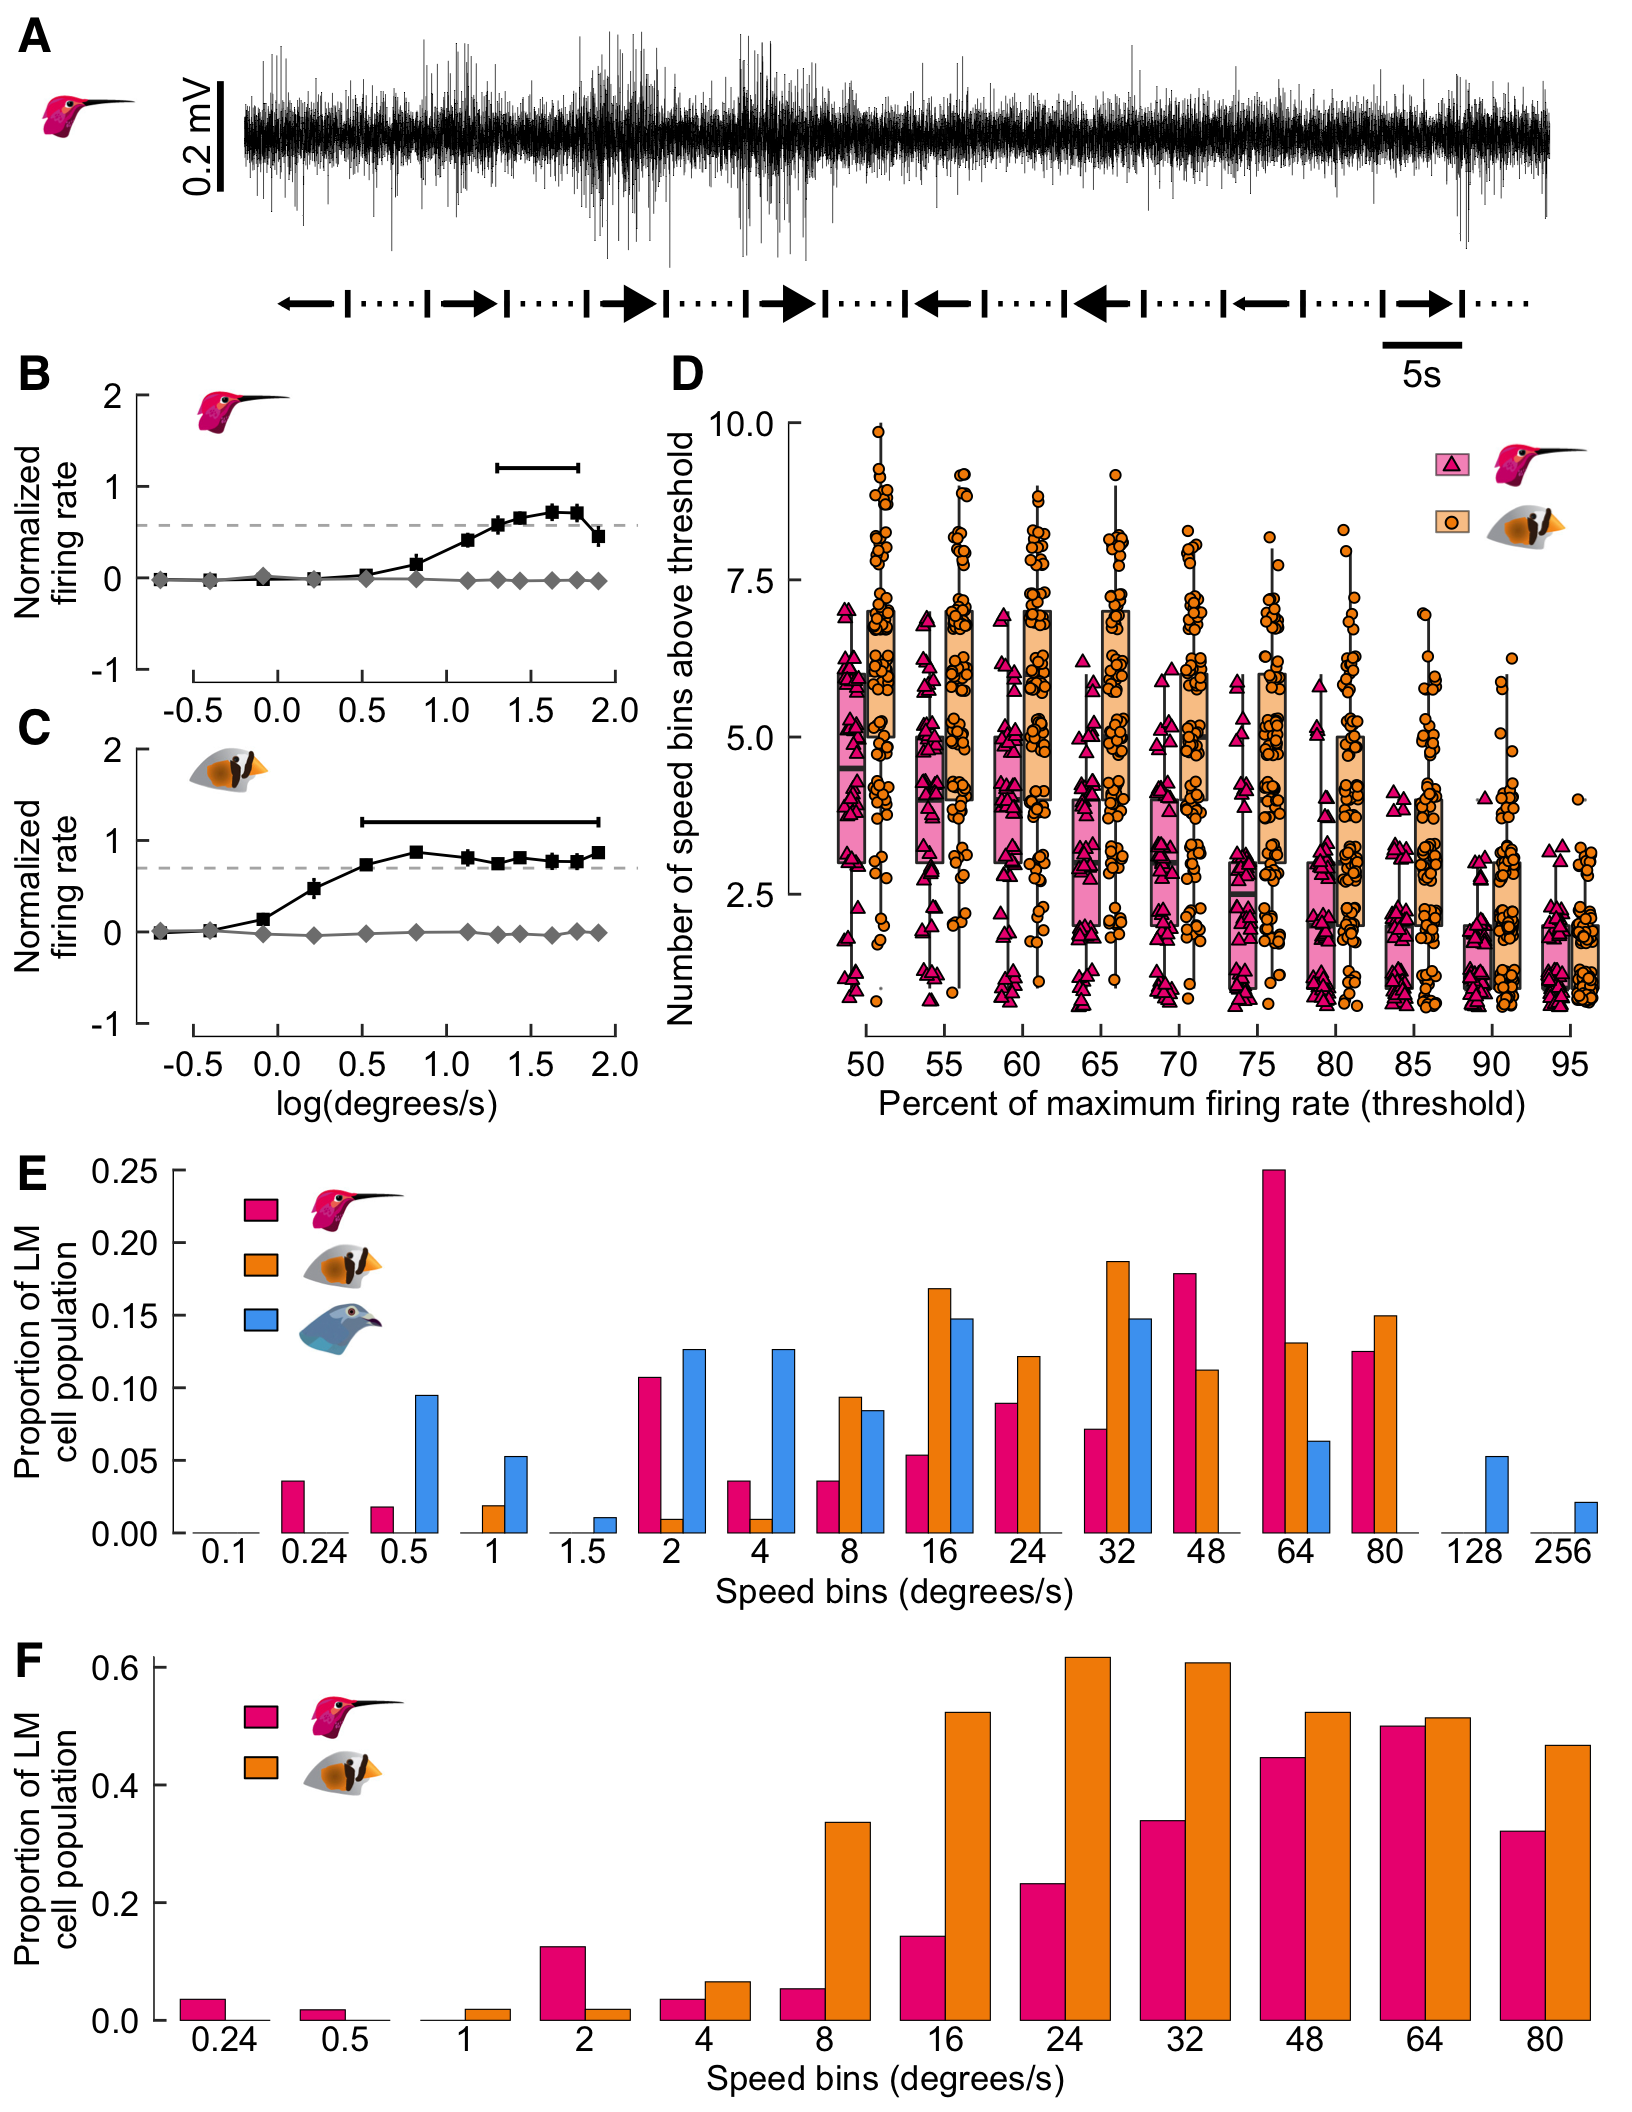 A
0.2 mV
5s
B
Normalized
firing rate
2
1
0
-1
-0.5 0.0 0.5 1.0 1.5 2.0
C
Normalized
firing rate
2
1
0
-1
-0.5 0.0 0.5 1.0 1.5 2.0
log(degrees/s)
D
Number of speed bins above threshold
10.0
7.5
5.0
2.5
50 55 60 65 70 75 80 85 90 95
Percent of maximum firing rate (threshold)
E
Proportion of LM
cell population
0.25
0.20
0.15
0.10
0.05
0.00
0.1 0.24 0.5 1 1.5 2 4 8 16 24 32 48 64 80 128 256
Speed bins (degrees/s)
F
Proportion of LM
cell population
0.6
0.4
0.2
0.0
0.24 0.5 1 2 4 8 16 24 32 48 64 80
Speed bins (degrees/s)